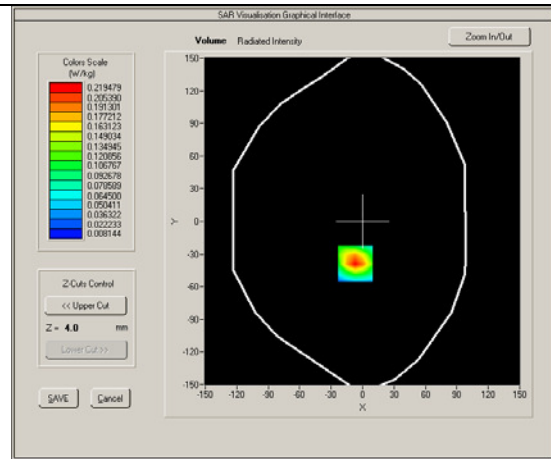 SAR Visualisation Graphical Interface
Volume Radiated Intensity
Zoom In/Out
Colors Scale
(W/kg)
0.219479
0.205390
0.191301
0.177212
0.163123
0.149034
0.134945
0.120856
0.106767
0.092678
0.078589
0.064500
0.050411
0.036322
0.022233
0.008144
Z-Cuts Control
<< Upper Cut
Z = 4.0 mm
Lower Cut >>
SAVE Cancel
150
120
90
60
30
0
-30
-60
-90
-120
-150
Y
-150 -120 -90 -60 -30 0 30 60 90 120 150
X